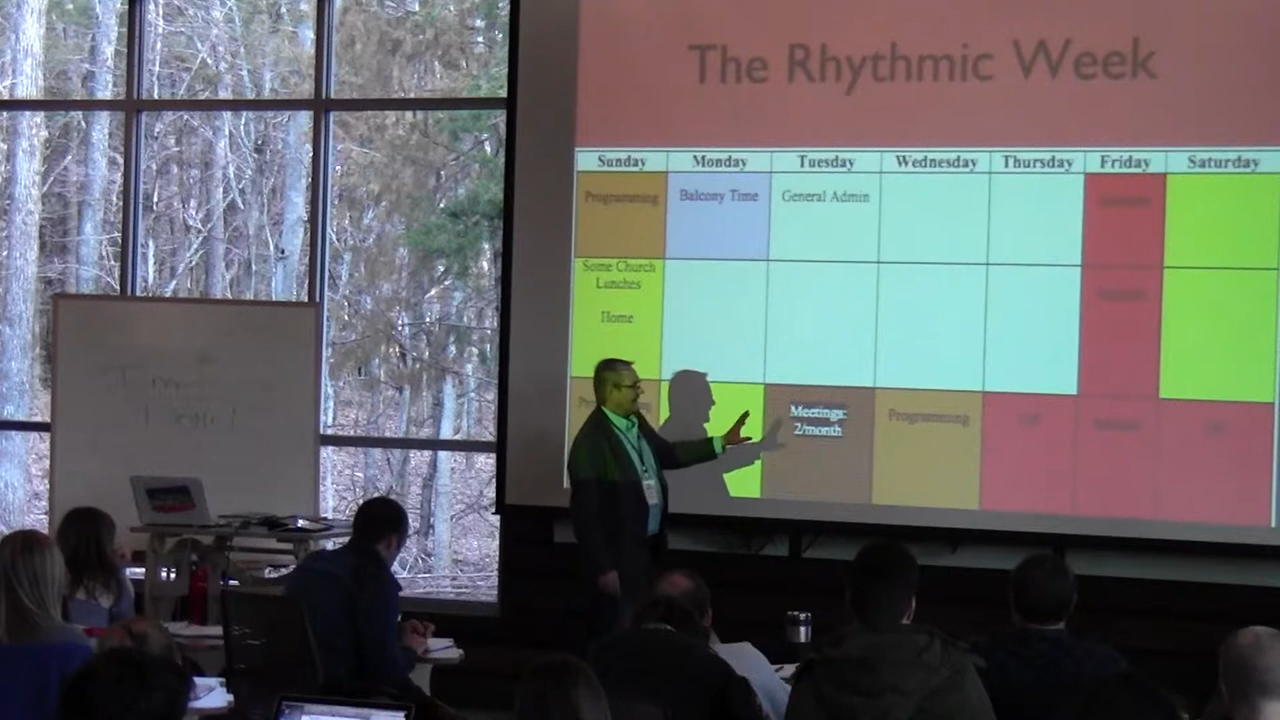 The Rhythmic Week
Sunday Monday Tuesday Wednesday Thursday Friday Saturday
Programming Balcony Time General Admin
Some Church
Lunches
Home
Meetings:
2/month
Programming